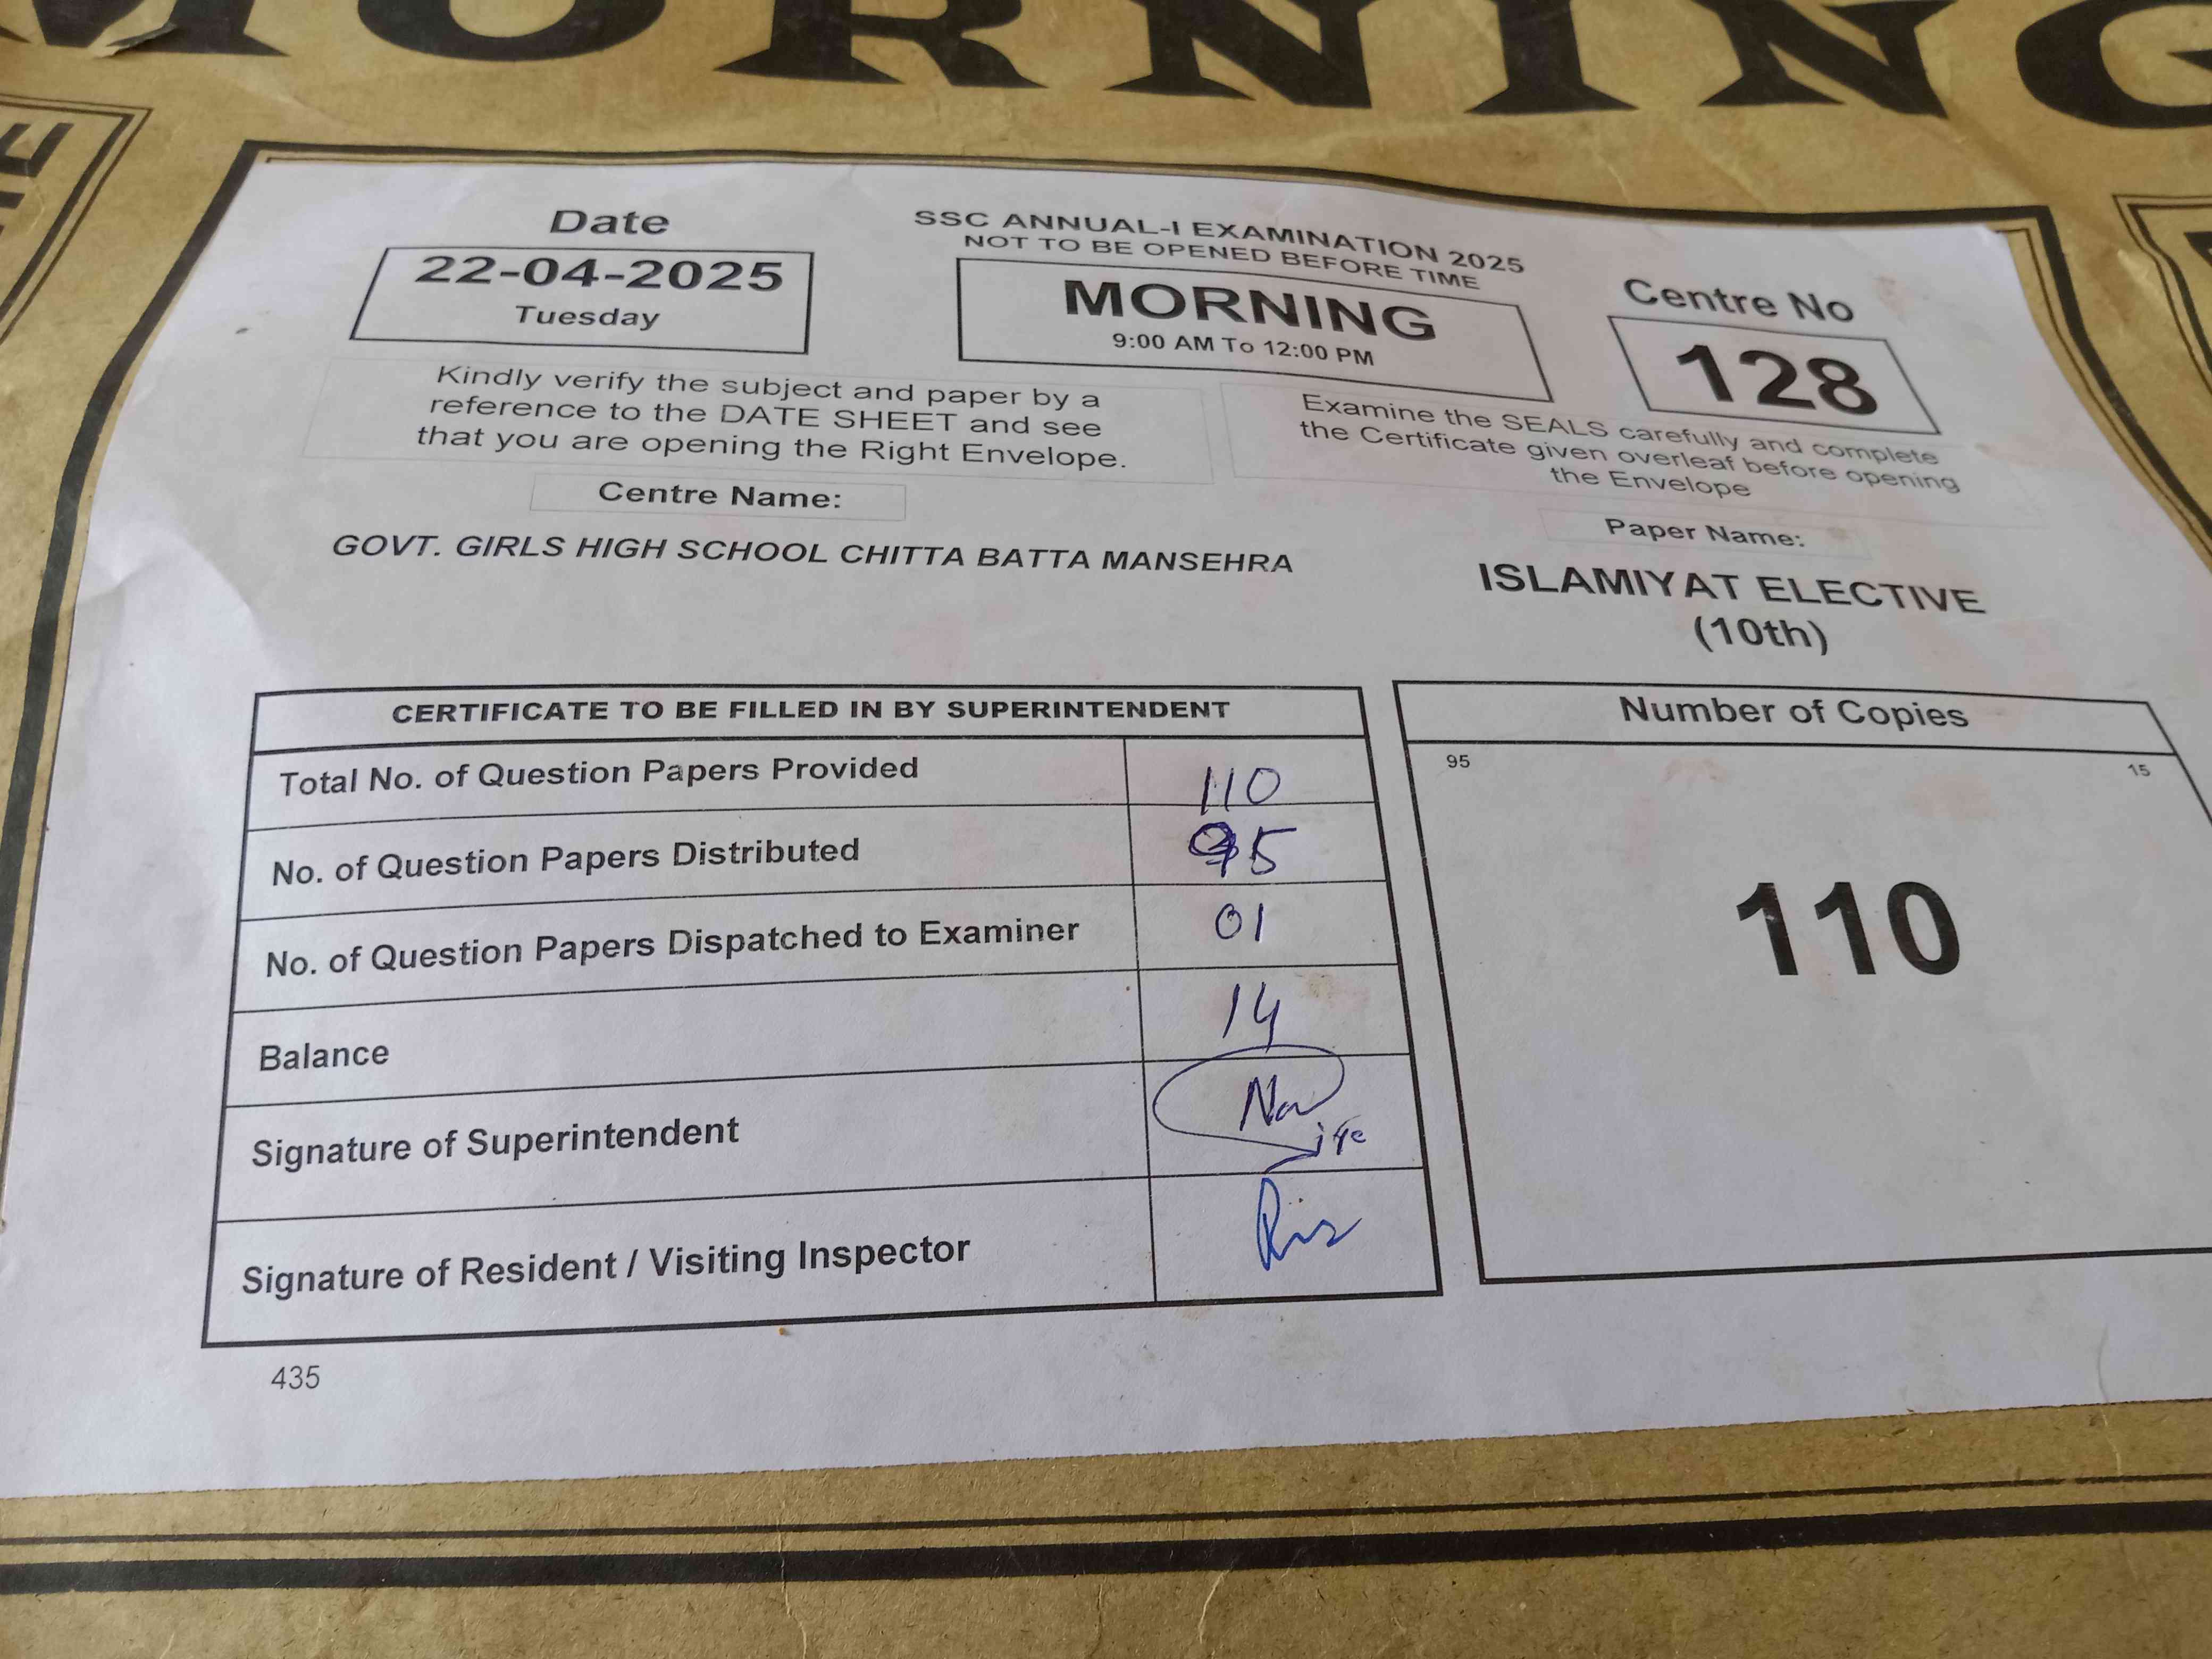 MORNING
Date
22-04-2025
Tuesday
SSC ANNUAL-I EXAMINATION 2025
NOT TO BE OPENED BEFORE TIME
MORNING
9:00 AM To 12:00 PM
Centre No
128
Kindly verify the subject and paper by a
reference to the DATE SHEET and see
that you are opening the Right Envelope.
Examine the SEALS carefully and complete
the Certificate given overleaf before opening
the Envelope
Centre Name:
GOVT. GIRLS HIGH SCHOOL CHITTA BATTA MANSEHRA
Paper Name:
ISLAMIYAT ELECTIVE
(10th)
CERTIFICATE TO BE FILLED IN BY SUPERINTENDENT
Total No. of Question Papers Provided 110
No. of Question Papers Distributed 95
No. of Question Papers Dispatched to Examiner 01
Balance 14
Signature of Superintendent
Signature of Resident / Visiting Inspector
Number of Copies
95 15
110
435